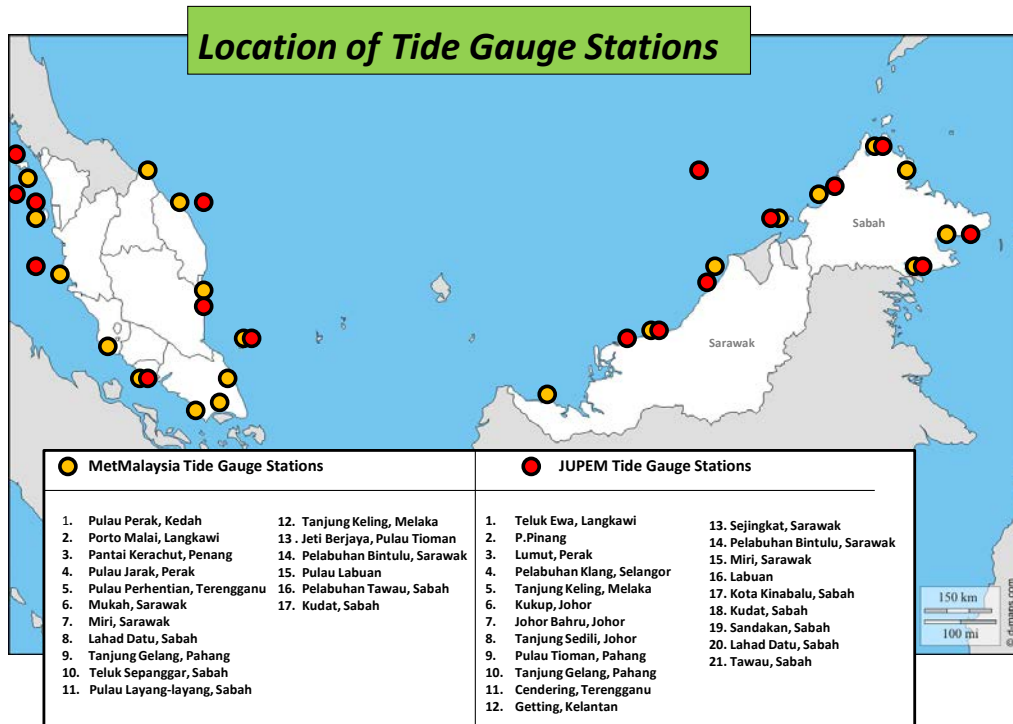 Location of Tide Gauge Stations
Sabah
Sarawak
MetMalaysia Tide Gauge Stations
1. Pulau Perak, Kedah
2. Porto Malai, Langkawi
3. Pantai Kerachut, Penang
4. Pulau Jarak, Perak
5. Pulau Perhentian, Terengganu
6. Mukah, Sarawak
7. Miri, Sarawak
8. Lahad Datu, Sabah
9. Tanjung Gelang, Pahang
10. Teluk Sepanggar, Sabah
11. Pulau Layang-layang, Sabah
12. Tanjung Keling, Melaka
13 . Jeti Berjaya, Pulau Tioman
14. Pelabuhan Bintulu, Sarawak
15. Pulau Labuan
16. Pelabuhan Tawau, Sabah
17. Kudat, Sabah
JUPEM Tide Gauge Stations
1. Teluk Ewa, Langkawi
2. P.Pinang
3. Lumut, Perak
4. Pelabuhan Klang, Selangor
5. Tanjung Keling, Melaka
6. Kukup, Johor
7. Johor Bahru, Johor
8. Tanjung Sedili, Johor
9. Pulau Tioman, Pahang
10. Tanjung Gelang, Pahang
11. Cendering, Terengganu
12. Getting, Kelantan
13. Sejingkat, Sarawak
14. Pelabuhan Bintulu, Sarawak
15. Miri, Sarawak
16. Labuan
17. Kota Kinabalu, Sabah
18. Kudat, Sabah
19. Sandakan, Sabah
20. Lahad Datu, Sabah
21. Tawau, Sabah
150 km
100 mi
© d-maps.com